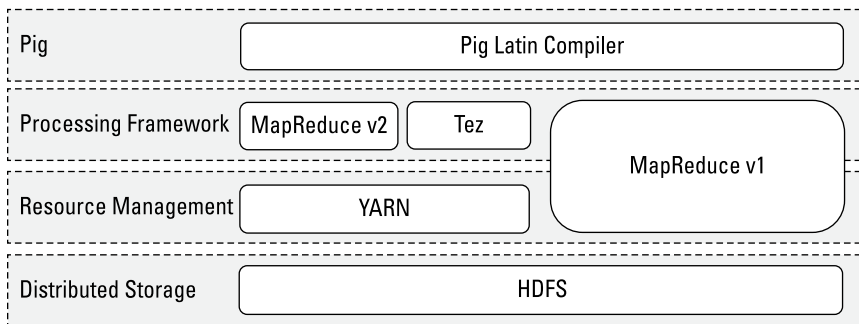 Pig
Pig Latin Compiler
Processing Framework
MapReduce v2
Tez
MapReduce v1
Resource Management
YARN
Distributed Storage
HDFS